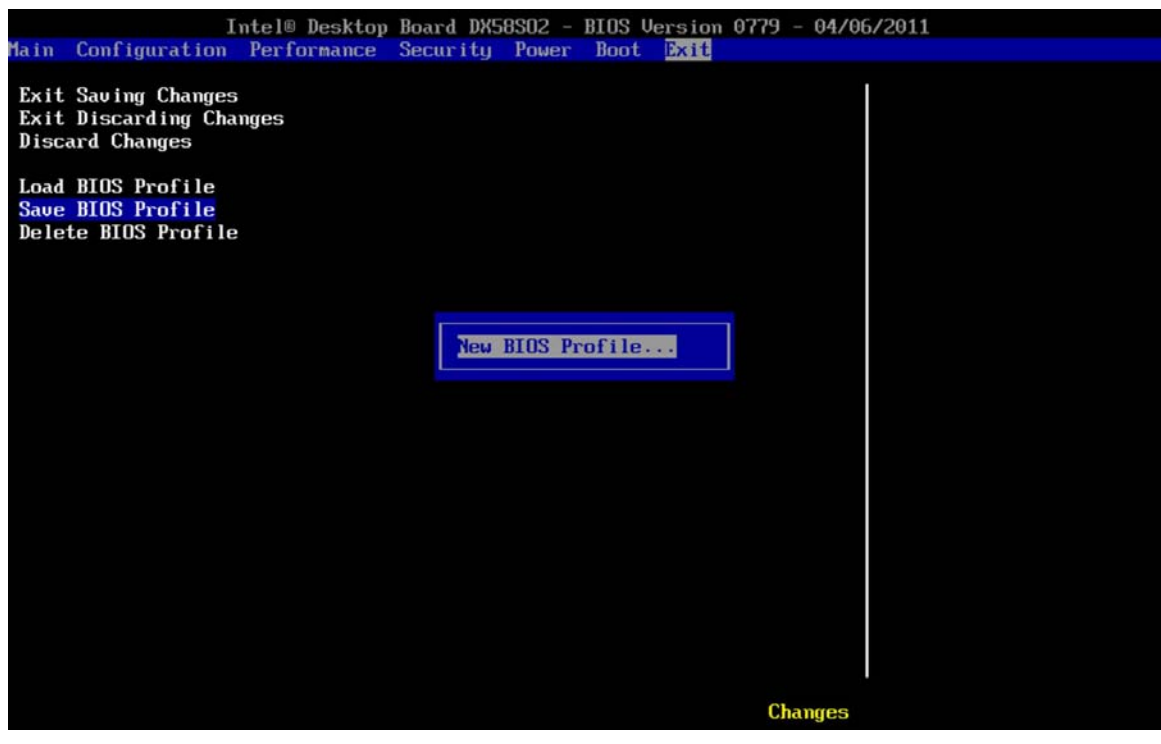 Intel® Desktop Board DX58SO2 - BIOS Version 0779 - 04/06/2011
Main Configuration Performance Security Power Boot Exit
Exit Saving Changes
Exit Discarding Changes
Discard Changes
Load BIOS Profile
Save BIOS Profile
Delete BIOS Profile
New BIOS Profile...
Changes